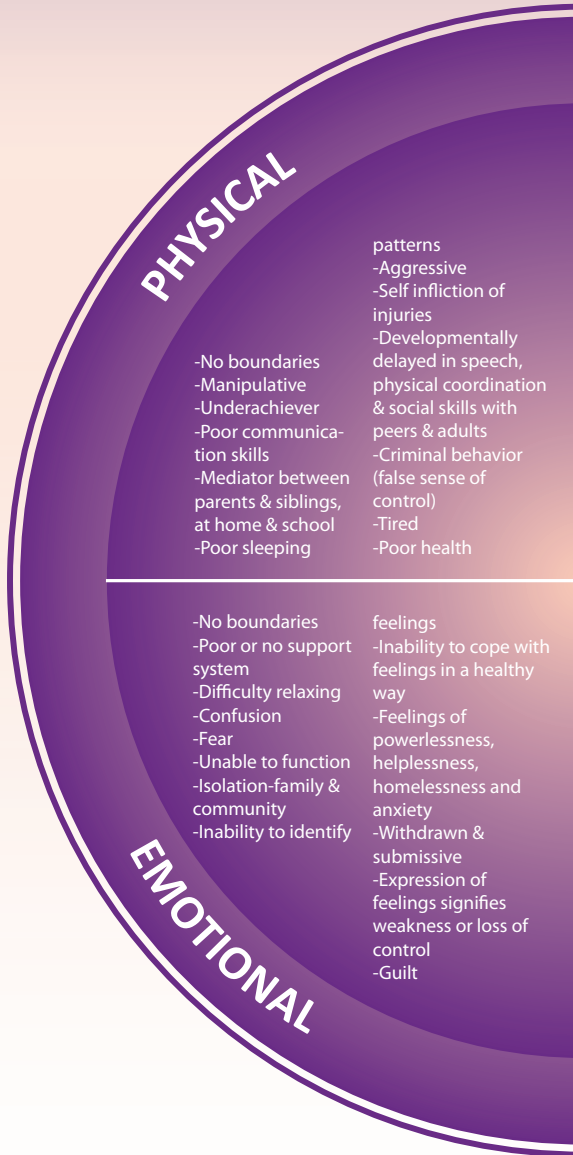 PHYSICAL
-No boundaries
-Manipulative
-Underachiever
-Poor communica-
tion skills
-Mediator between
parents & siblings,
at home & school
-Poor sleeping
patterns
-Aggressive
-Self infliction of
injuries
-Developmentally
delayed in speech,
physical coordination
& social skills with
peers & adults
-Criminal behavior
(false sense of
control)
-Tired
-Poor health
EMOTIONAL
-No boundaries
-Poor or no support
system
-Difficulty relaxing
-Confusion
-Fear
-Unable to function
-Isolation-family &
community
-Inability to identify
feelings
-Inability to cope with
feelings in a healthy
way
-Feelings of
powerlessness,
helplessness,
homelessness and
anxiety
-Withdrawn &
submissive
-Expression of
feelings signifies
weakness or loss of
control
-Guilt